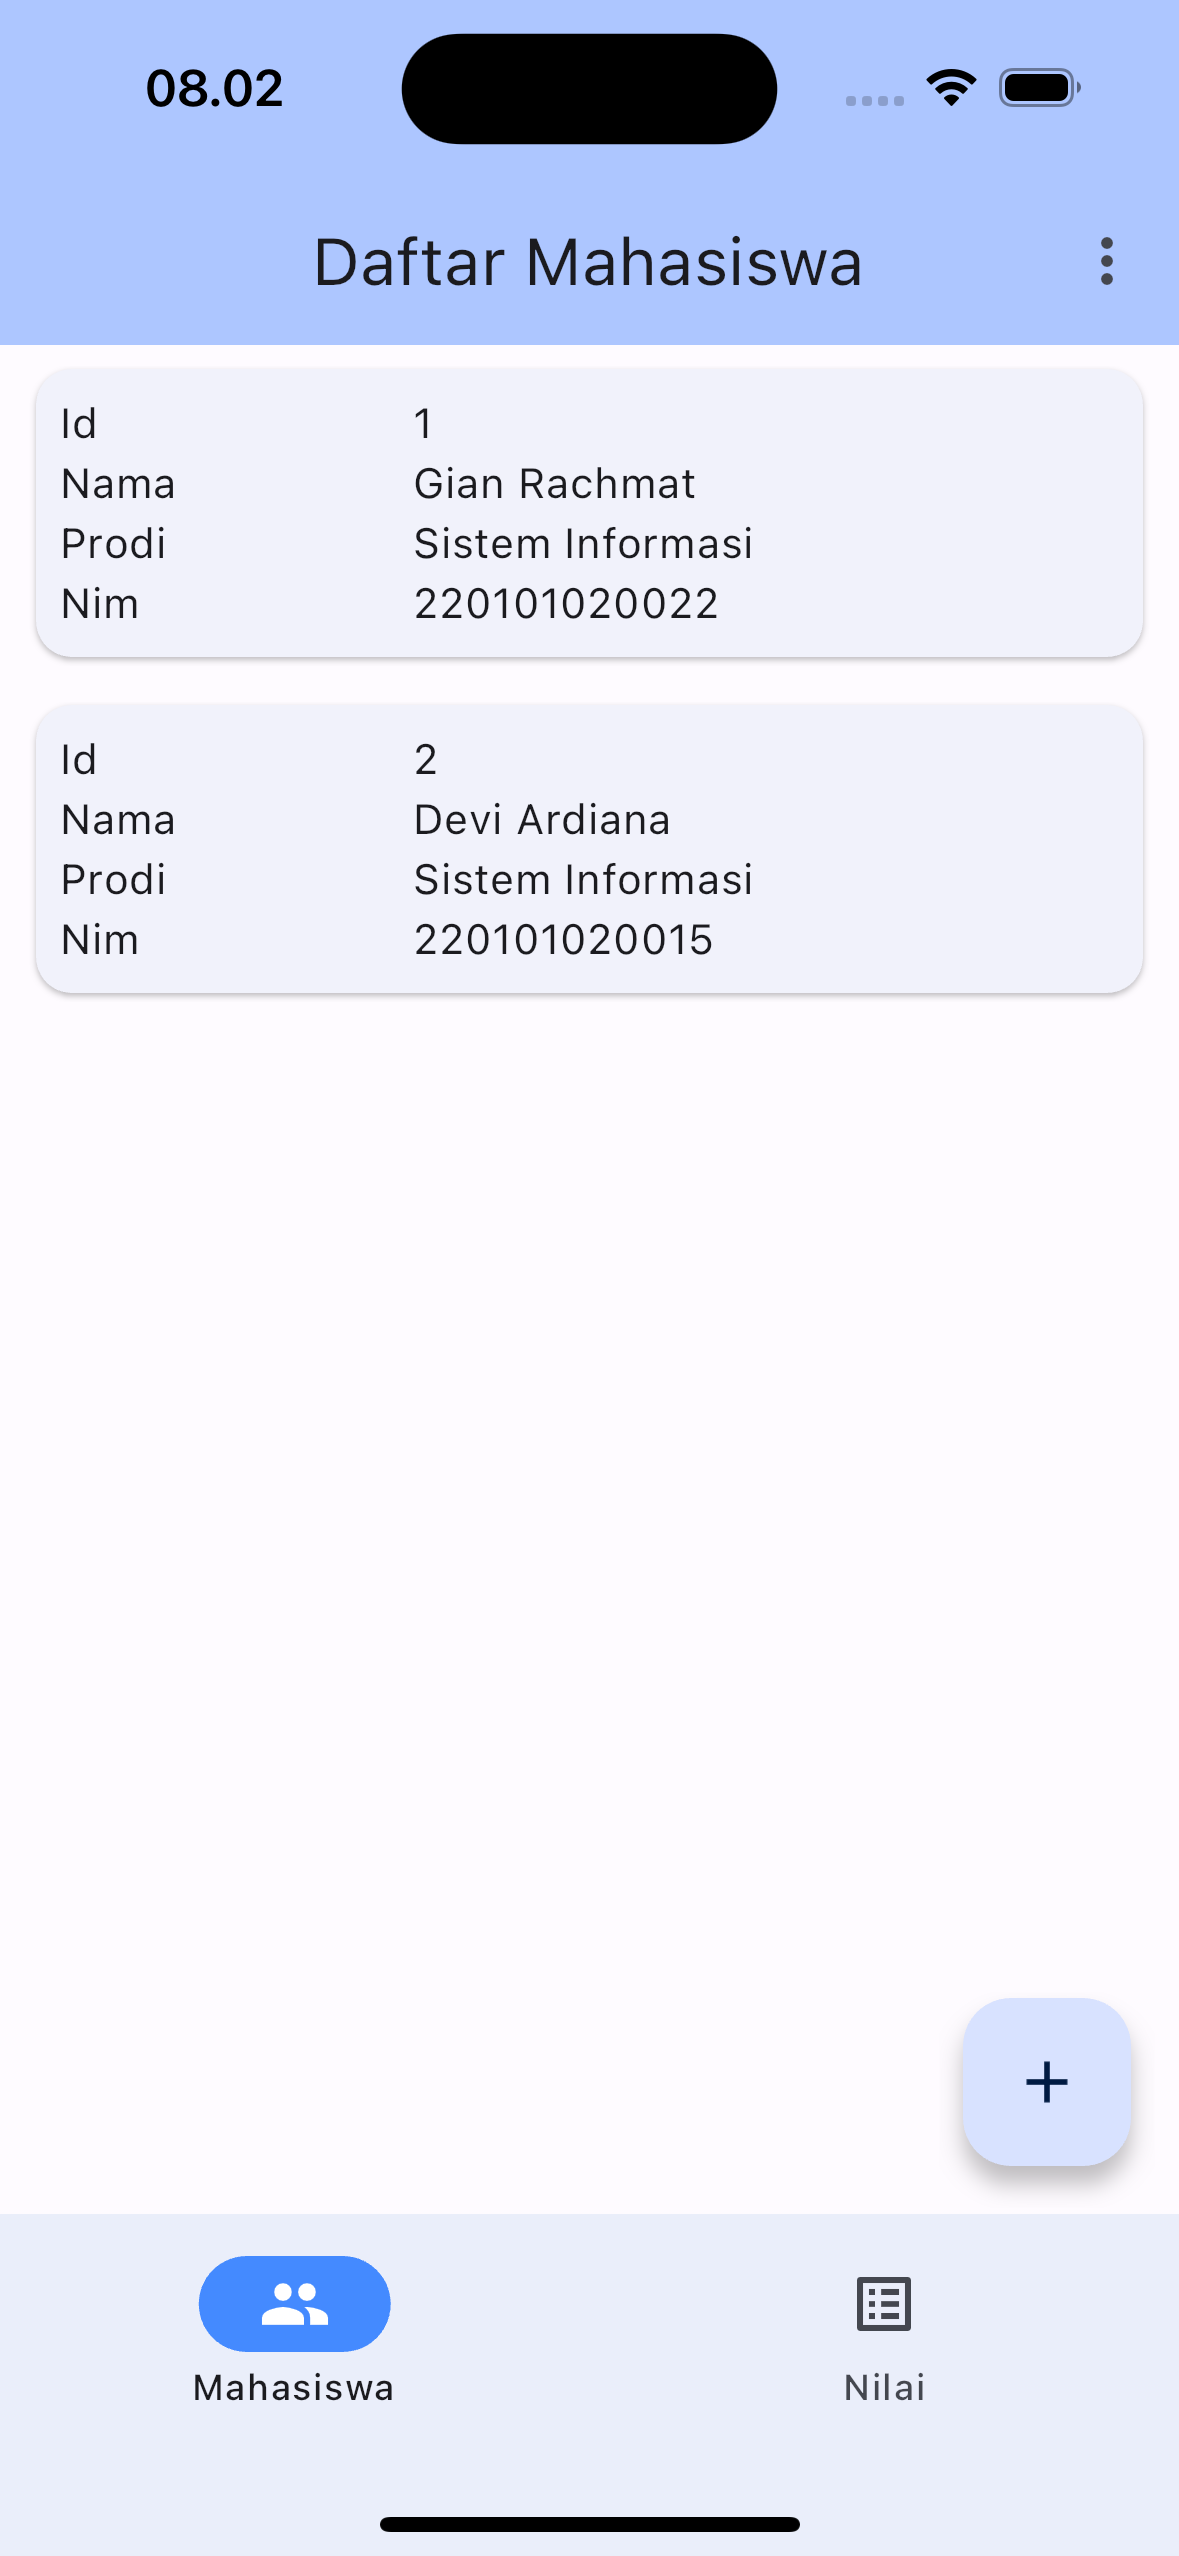 08.02
Daftar Mahasiswa
Id 1
Nama Gian Rachmat
Prodi Sistem Informasi
Nim 220101020022
Id 2
Nama Devi Ardiana
Prodi Sistem Informasi
Nim 220101020015
Mahasiswa Nilai